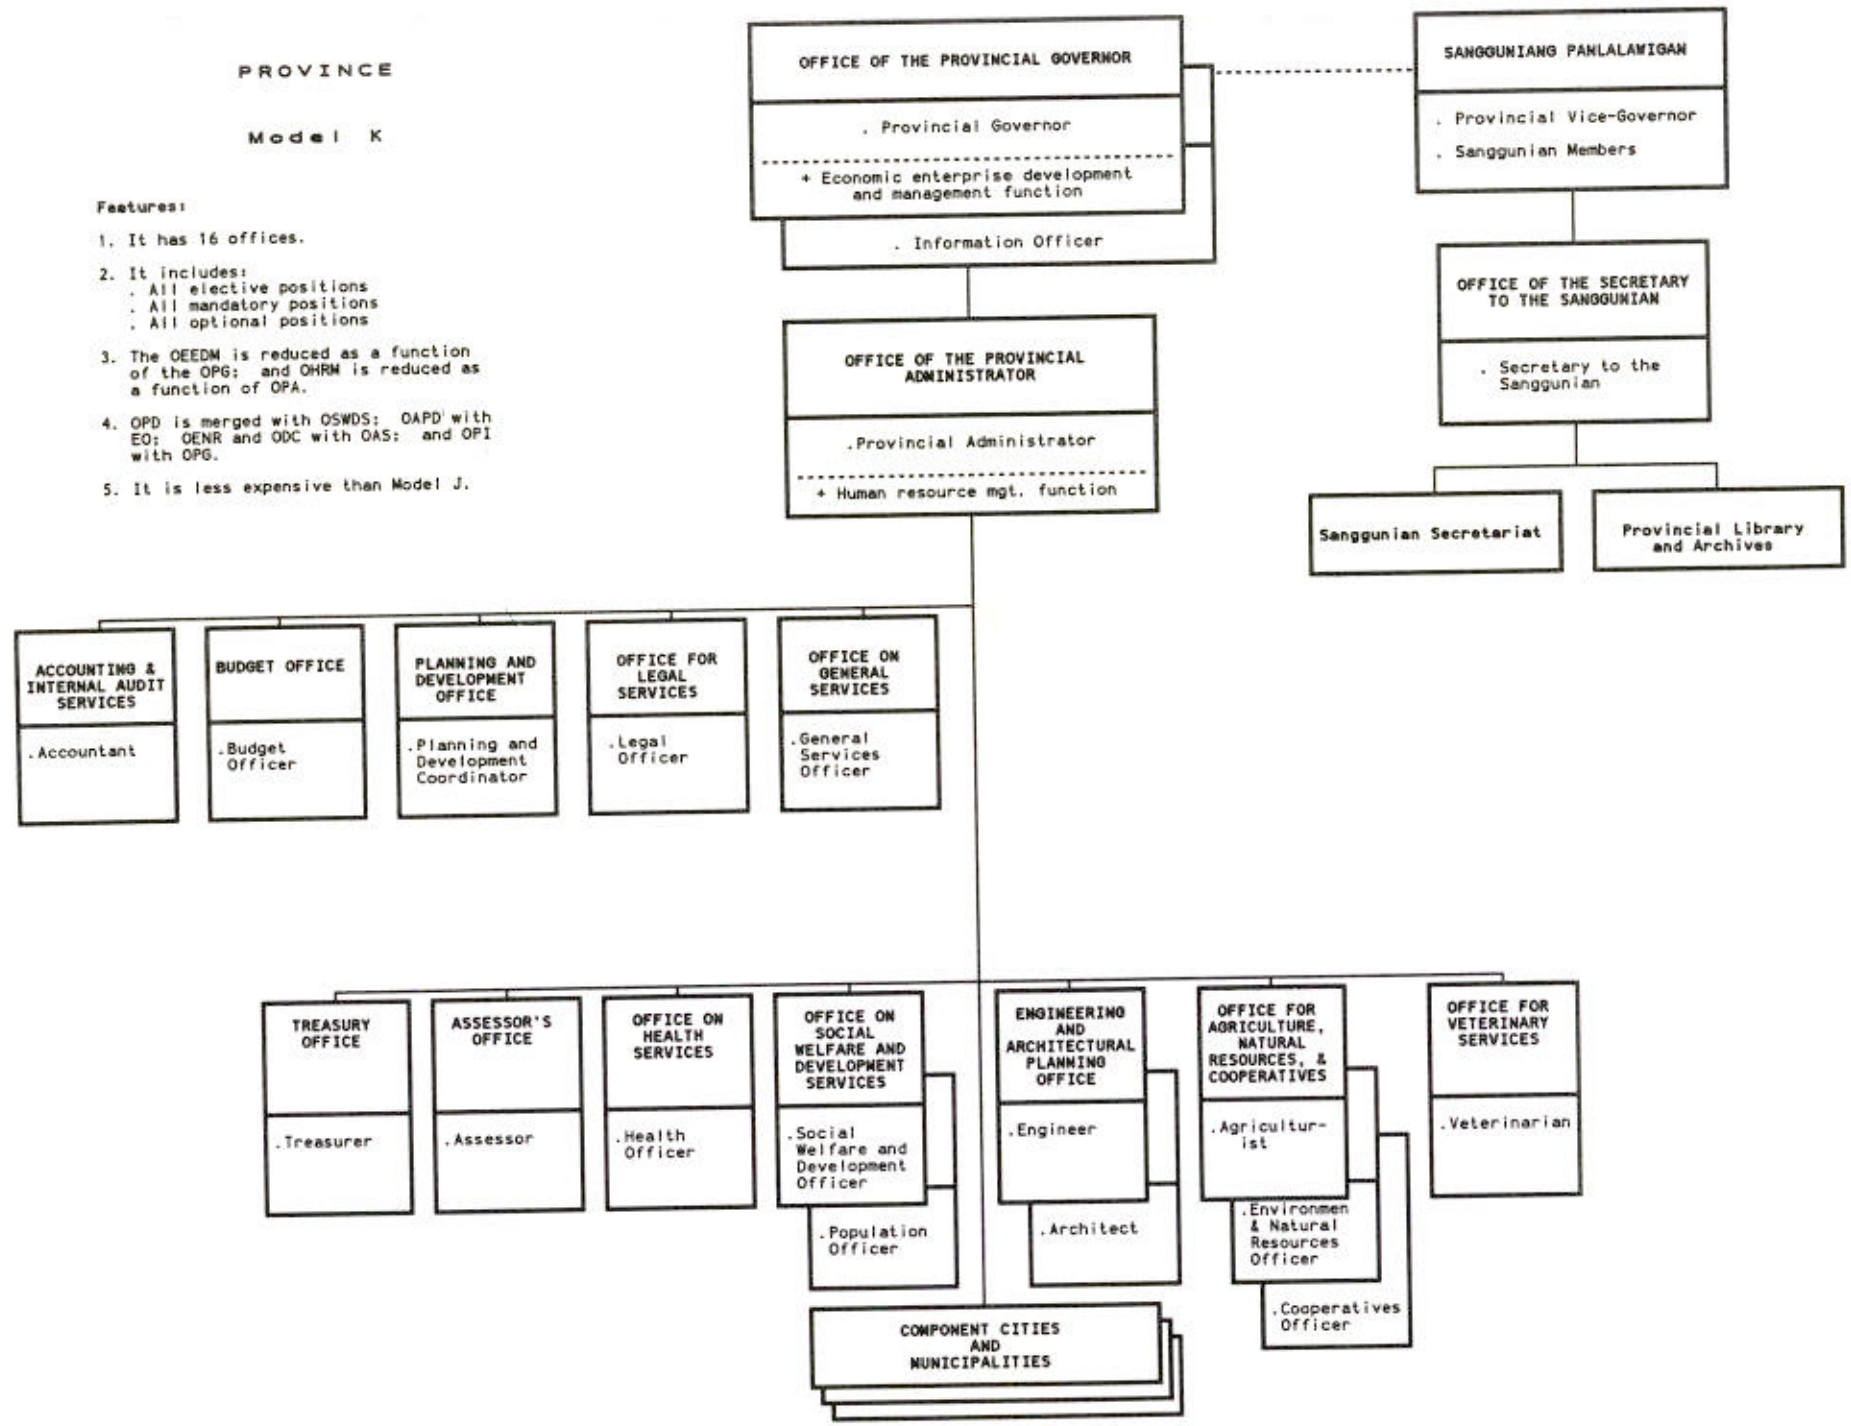 PROVINCE
Model K
Features:
1. It has 16 offices.
2. It includes:
. All elective positions
. All mandatory positions
. All optional positions
3. The OEEDM is reduced as a function
of the OPG; and OHRM is reduced as
a function of OPA.
4. OPD is merged with OSWDS; OAPD with
EO; OENR and ODC with OAS; and OPI
with OPG.
5. It is less expensive than Model J.
OFFICE OF THE PROVINCIAL GOVERNOR
. Provincial Governor
+ Economic enterprise development
and management function
. Information Officer
SANGGUNIANG PANLALAWIGAN
. Provincial Vice-Governor
. Sanggunian Members
OFFICE OF THE SECRETARY
TO THE SANGGUNIAN
. Secretary to the
Sanggunian
Sanggunian Secretariat
Provincial Library
and Archives
OFFICE OF THE PROVINCIAL
ADMINISTRATOR
.Provincial Administrator
+ Human resource mgt. function
ACCOUNTING &
INTERNAL AUDIT
SERVICES
.Accountant
BUDGET OFFICE
.Budget
Officer
PLANNING AND
DEVELOPMENT
OFFICE
.Planning and
Development
Coordinator
OFFICE FOR
LEGAL
SERVICES
.Legal
Officer
OFFICE ON
GENERAL
SERVICES
.General
Services
Officer
TREASURY
OFFICE
.Treasurer
ASSESSOR'S
OFFICE
.Assessor
OFFICE ON
HEALTH
SERVICES
.Health
Officer
OFFICE ON
SOCIAL
WELFARE AND
DEVELOPMENT
SERVICES
.Social
Welfare and
Development
Officer
.Population
Officer
ENGINEERING
AND
ARCHITECTURAL
PLANNING
OFFICE
.Engineer
.Architect
OFFICE FOR
AGRICULTURE,
NATURAL
RESOURCES, &
COOPERATIVES
.Agricultur-
ist
.Environmen
& Natural
Resources
Officer
.Cooperatives
Officer
OFFICE FOR
VETERINARY
SERVICES
.Veterinarian
COMPONENT CITIES
AND
MUNICIPALITIES